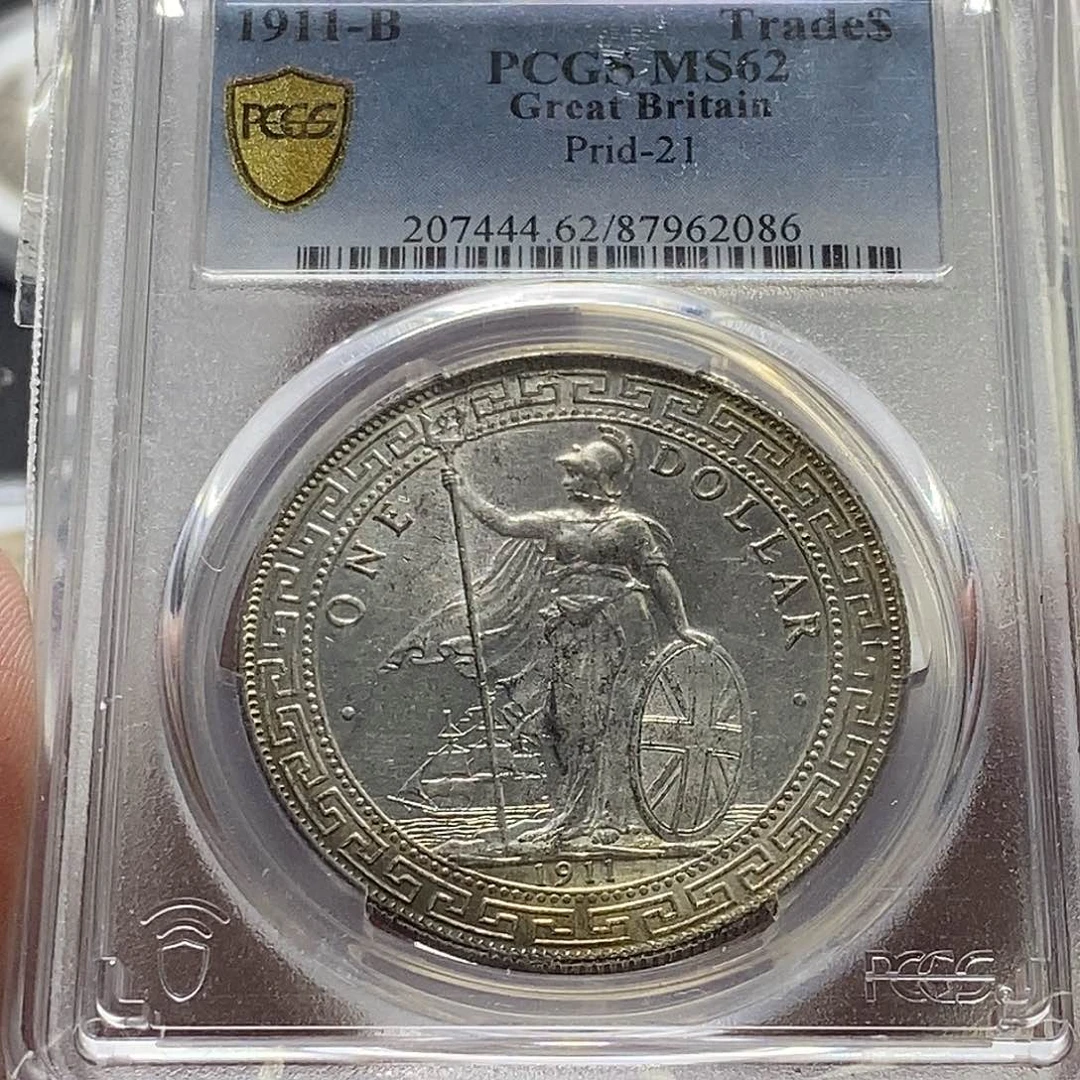 1911-B Trade$
PCGS MS62
Great Britain
Prid-21
PCGS
207444.62/87962086
ONE DOLLAR
1911
PCGS